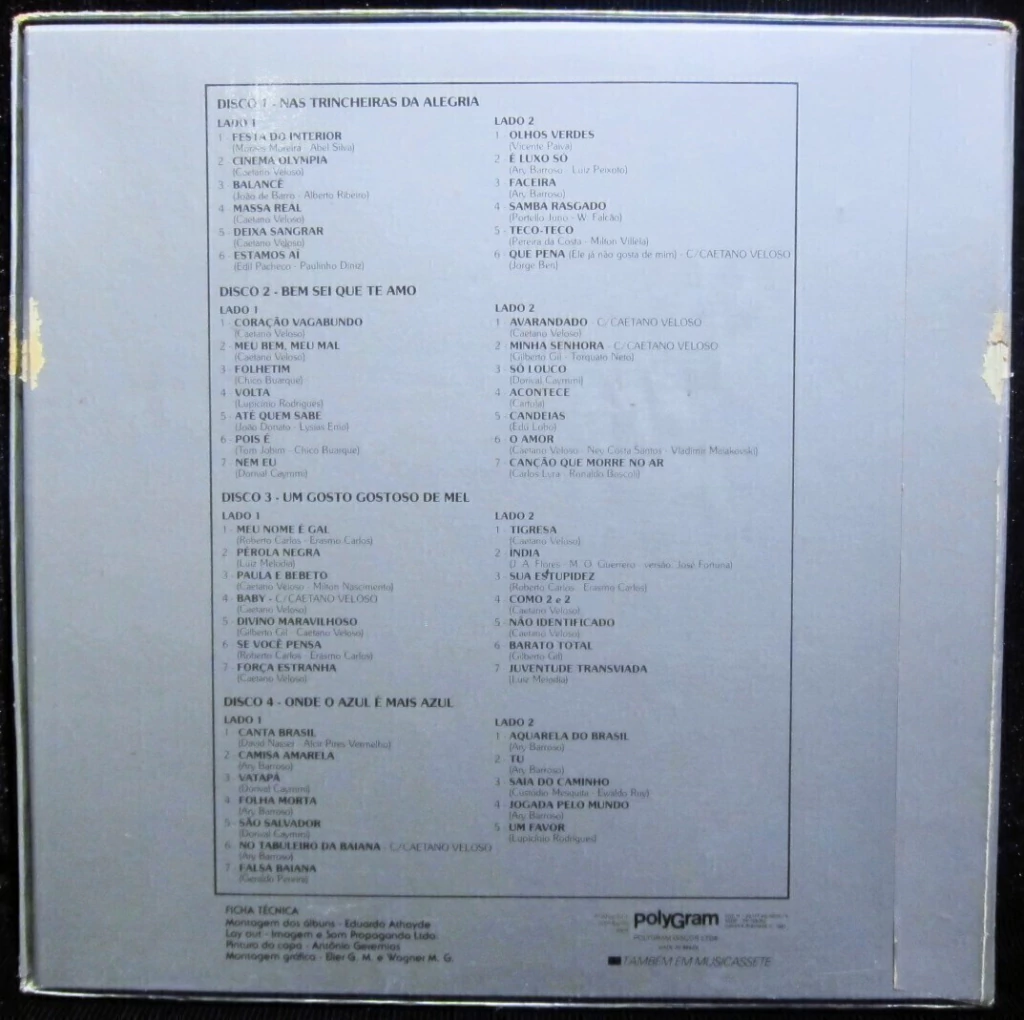 DISCO 1 - NAS TRINCHEIRAS DA ALEGRIA
LADO 1
1 - FESTA DO INTERIOR
(Moraes Moreira - Abel Silva)
2 - CINEMA OLYMPIA
(Caetano Veloso)
3 - BALANCÊ
(João de Barro - Alberto Ribeiro)
4 - MASSA REAL
(Caetano Veloso)
5 - DEIXA SANGRAR
(Caetano Veloso)
6 - ESTAMOS AÍ
(Edil Pacheco - Paulinho Diniz)
LADO 2
1 - OLHOS VERDES
(Vicente Paiva)
2 - É LUXO SÓ
(Ary Barroso - Luiz Peixoto)
3 - FACEIRA
(Ary Barroso)
4 - SAMBA RASGADO
(Portello Juno - W. Falcão)
5 - TECO-TECO
(Pereira da Costa - Milton Villela)
6 - QUE PENA (Ele já não gosta de mim) - C/CAETANO VELOSO
(Jorge Ben)
DISCO 2 - BEM SEI QUE TE AMO
LADO 1
1 - CORAÇÃO VAGABUNDO
(Caetano Veloso)
2 - MEU BEM, MEU MAL
(Caetano Veloso)
3 - FOLHETIM
(Chico Buarque)
4 - VOLTA
(Lupicinio Rodrigues)
5 - ATÉ QUEM SABE
(João Donato - Lysias Enio)
6 - POIS É
(Tom Jobim - Chico Buarque)
7 - NEM EU
(Dorival Caymmi)
LADO 2
1 - AVARANDADO - C/CAETANO VELOSO
(Caetano Veloso)
2 - MINHA SENHORA - C/CAETANO VELOSO
(Gilberto Gil - Torquato Neto)
3 - SÓ LOUCO
(Dorival Caymmi)
4 - ACONTECE
(Cartola)
5 - CANDEIAS
(Edu Lobo)
6 - O AMOR
(Caetano Veloso - Ney Costa Santos - Vladimir Maiakovski)
7 - CANÇÃO QUE MORRE NO AR
(Carlos Lyra - Ronaldo Boscoli)
DISCO 3 - UM GOSTO GOSTOSO DE MEL
LADO 1
1 - MEU NOME É GAL
(Roberto Carlos - Erasmo Carlos)
2 - PÉROLA NEGRA
(Luiz Melodia)
3 - PAULA E BEBETO
(Caetano Veloso - Milton Nascimento)
4 - BABY - C/CAETANO VELOSO
(Caetano Veloso)
5 - DIVINO MARAVILHOSO
(Gilberto Gil - Caetano Veloso)
6 - SE VOCÊ PENSA
(Roberto Carlos - Erasmo Carlos)
7 - FORÇA ESTRANHA
(Caetano Veloso)
LADO 2
1 - TIGRESA
(Caetano Veloso)
2 - ÍNDIA
(J. A. Flores - M. O. Guerrero - versão: José Fortuna)
3 - SUA ESTUPIDEZ
(Roberto Carlos - Erasmo Carlos)
4 - COMO 2 e 2
(Caetano Veloso)
5 - NÃO IDENTIFICADO
(Caetano Veloso)
6 - BARATO TOTAL
(Gilberto Gil)
7 - JUVENTUDE TRANSVIADA
(Luiz Melodia)
DISCO 4 - ONDE O AZUL É MAIS AZUL
LADO 1
1 - CANTA BRASIL
(David Nasser - Alcir Pires Vermelho)
2 - CAMISA AMARELA
(Ary Barroso)
3 - VATAPÁ
(Dorival Caymmi)
4 - FOLHA MORTA
(Ary Barroso)
5 - SÃO SALVADOR
(Dorival Caymmi)
6 - NO TABULEIRO DA BAIANA - C/CAETANO VELOSO
(Ary Barroso)
7 - FALSA BAIANA
(Geraldo Pereira)
LADO 2
1 - AQUARELA DO BRASIL
(Ary Barroso)
2 - TU
(Ary Barroso)
3 - SAIA DO CAMINHO
(Custódio Mesquita - Evaldo Ruy)
4 - JOGADA PELO MUNDO
(Ary Barroso)
5 - UM FAVOR
(Lupicínio Rodrigues)
FICHA TÉCNICA
Montagem dos álbuns - Eduardo Athayde
Lay out - Imagem e Som Propaganda Ltda
Pintura da capa - Antônio Geremias
Montagem gráfica - Elier G. M. e Wagner M. G.
polyGram
POLYGRAM DISCOS LTDA
MADE IN BRAZIL
TAMBÉM EM MUSICASSETE